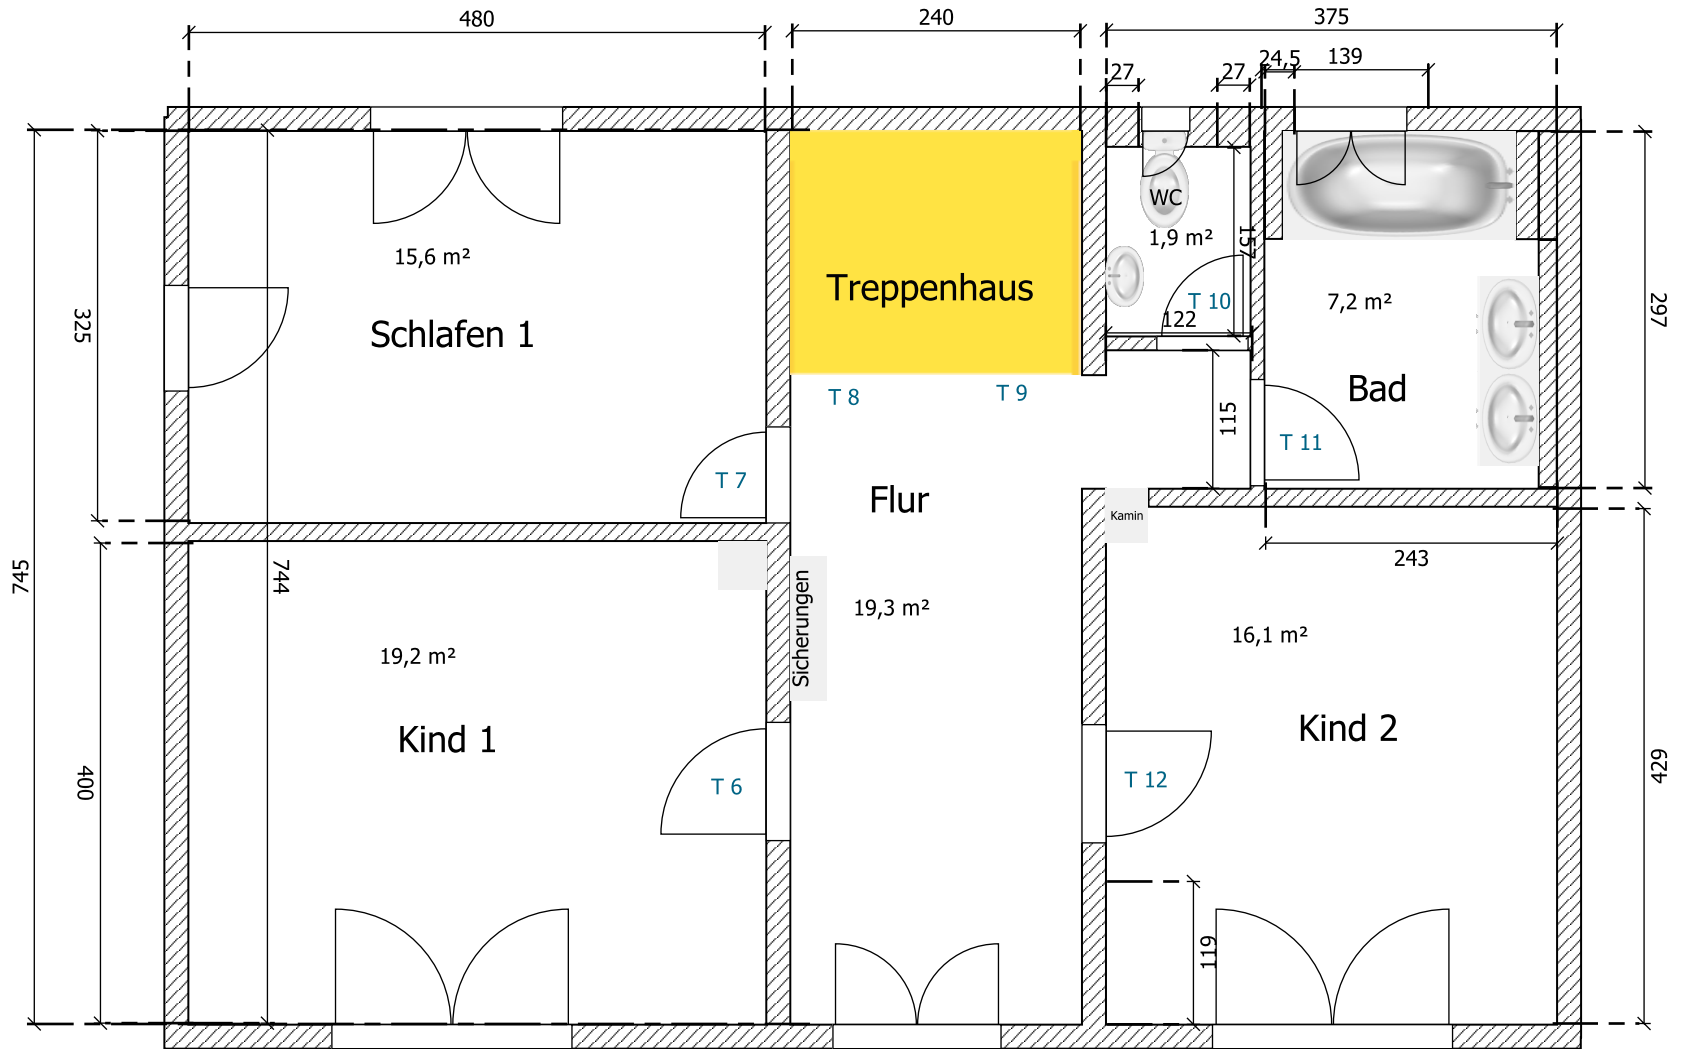 480
240
375
27
27
24,5
139
WC
1,9 m²
157
15,6 m²
Treppenhaus
T 10
7,2 m²
122
325
297
Schlafen 1
Bad
T 8
T 9
115
T 11
T 7
Flur
Kamin
243
745
744
Sicherungen
19,3 m²
19,2 m²
16,1 m²
Kind 1
Kind 2
400
429
T 6
T 12
119